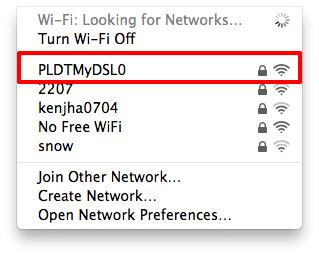 Wi-Fi: Looking for Networks...
Turn Wi-Fi Off
PLDTMyDSL0
2207
kenjha0704
No Free WiFi
snow
Join Other Network...
Create Network...
Open Network Preferences...